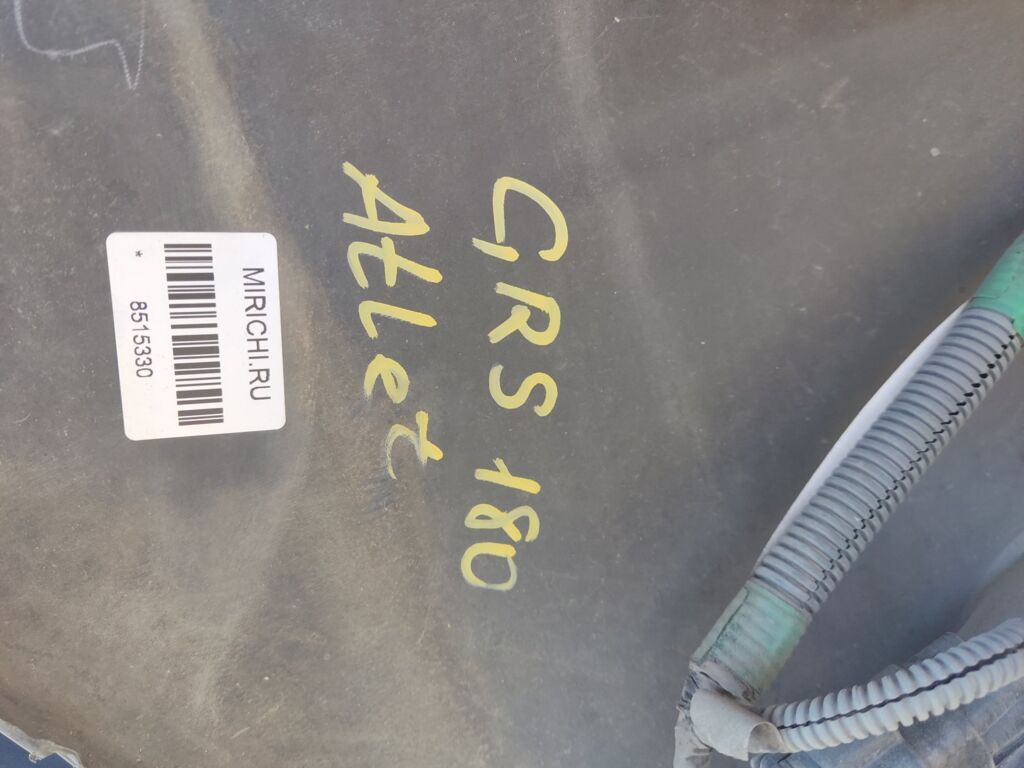 GRS 180
AtLet
MIRICHI.RU
8515330
*